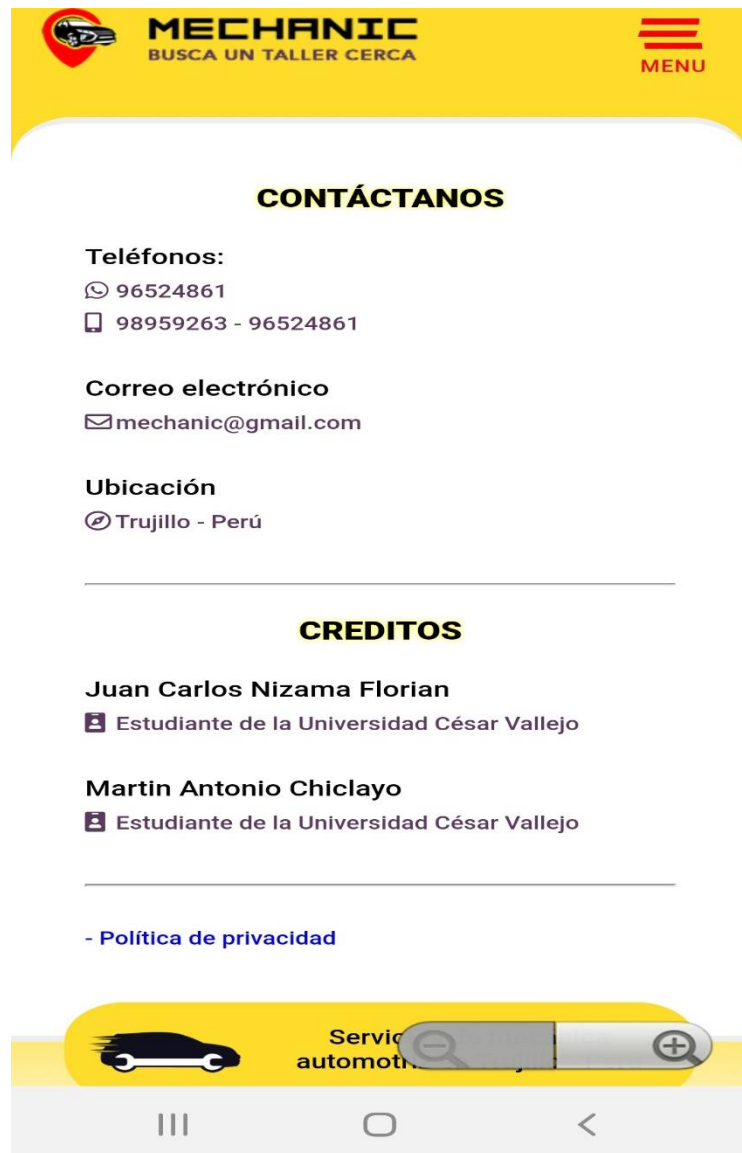 MECHANIC
BUSCA UN TALLER CERCA
MENU
CONTÁCTANOS
Teléfonos:
96524861
98959263 - 96524861
Correo electrónico
mechanic@gmail.com
Ubicación
Trujillo - Perú
CREDITOS
Juan Carlos Nizama Florian
Estudiante de la Universidad César Vallejo
Martin Antonio Chiclayo
Estudiante de la Universidad César Vallejo
- Política de privacidad